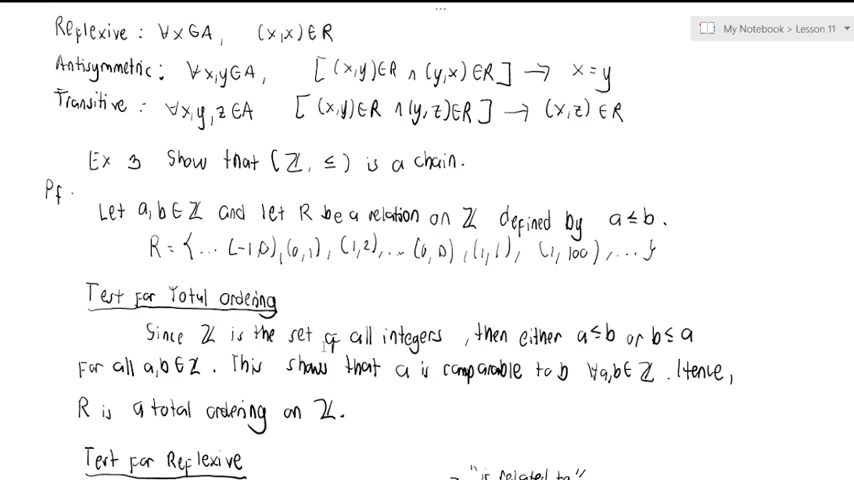 Reflexive : ∀x∈A, (x,x)∈R
My Notebook > Lesson 11
Antisymmetric : ∀x,y∈A, [(x,y)∈R ∧ (y,x)∈R] → x=y
Transitive : ∀x,y,z∈A [(x,y)∈R ∧ (y,z)∈R] → (x,z)∈R
Ex 3 Show that (ℤ, ≤) is a chain.
Pf.
Let a,b∈ℤ and let R be a relation on ℤ defined by a≤b.
R = {... (-1,0), (0,1), (1,2), ... (0,0), (1,1), (1,100), ...}
Test for Total ordering
Since ℤ is the set of all integers, then either a≤b or b≤a
For all a,b∈ℤ. This shows that a is comparable to b ∀a,b∈ℤ. Hence,
R is a total ordering on ℤ.
Test for Reflexive
"is related to"